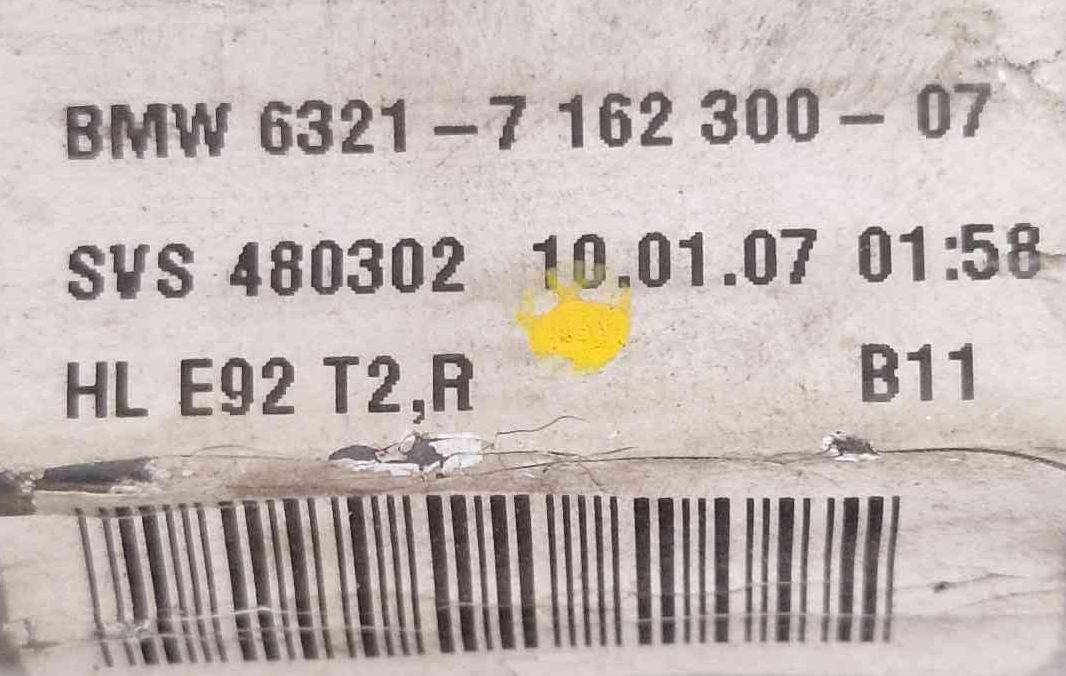 BMW 6321-7 162 300-07
SVS 480302 10.01.07 01:58
HL E92 T2,R B11